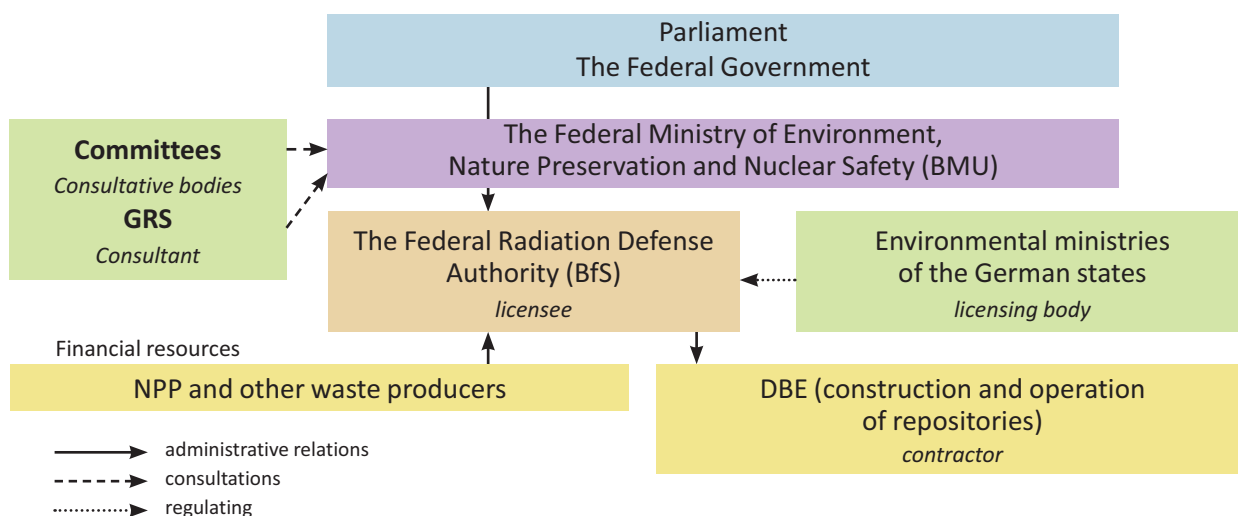 Parliament
The Federal Government
The Federal Ministry of Environment,
Nature Preservation and Nuclear Safety (BMU)
Committees
Consultative bodies
GRS
Consultant
The Federal Radiation Defense
Authority (BfS)
licensee
Environmental ministries
of the German states
licensing body
Financial resources
NPP and other waste producers
DBE (construction and operation
of repositories)
contractor
administrative relations
consultations
regulating